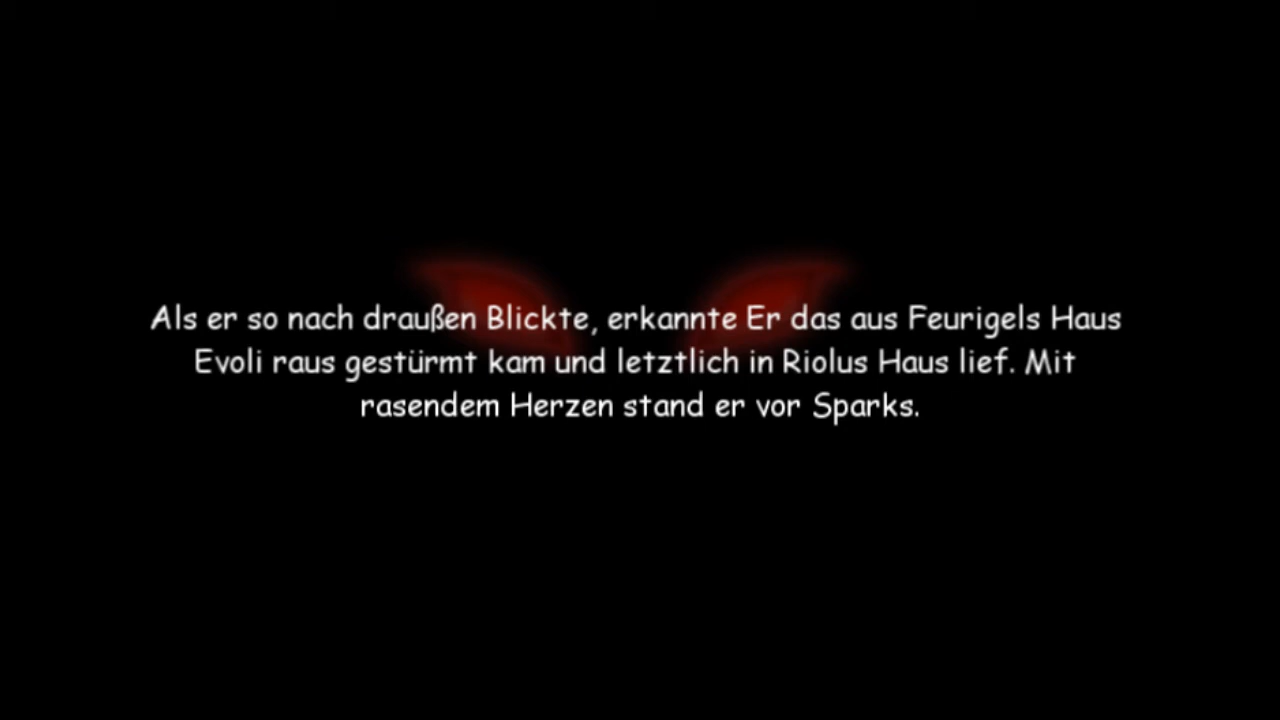 Als er so nach draußen Blickte, erkannte Er das aus Feurigels Haus
Evoli raus gestürmt kam und letztlich in Riolus Haus lief. Mit
rasendem Herzen stand er vor Sparks.